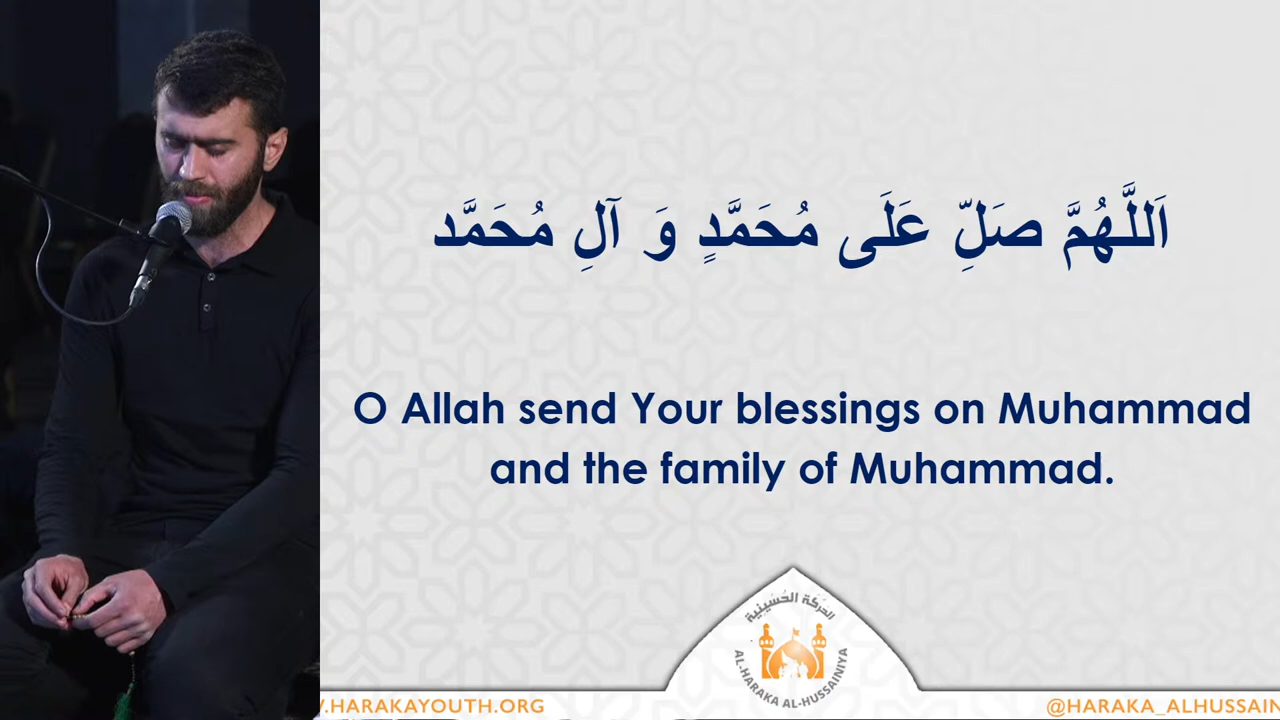 اَللَّهُمَّ صَلِّ عَلَى مُحَمَّدٍ وَ آلِ مُحَمَّد
O Allah send Your blessings on Muhammad
and the family of Muhammad.
الحركة الحسينية
AL-HARAKA AL-HUSSAINIYA
.HARAKAYOUTH.ORG
@HARAKA_ALHUSSAIN